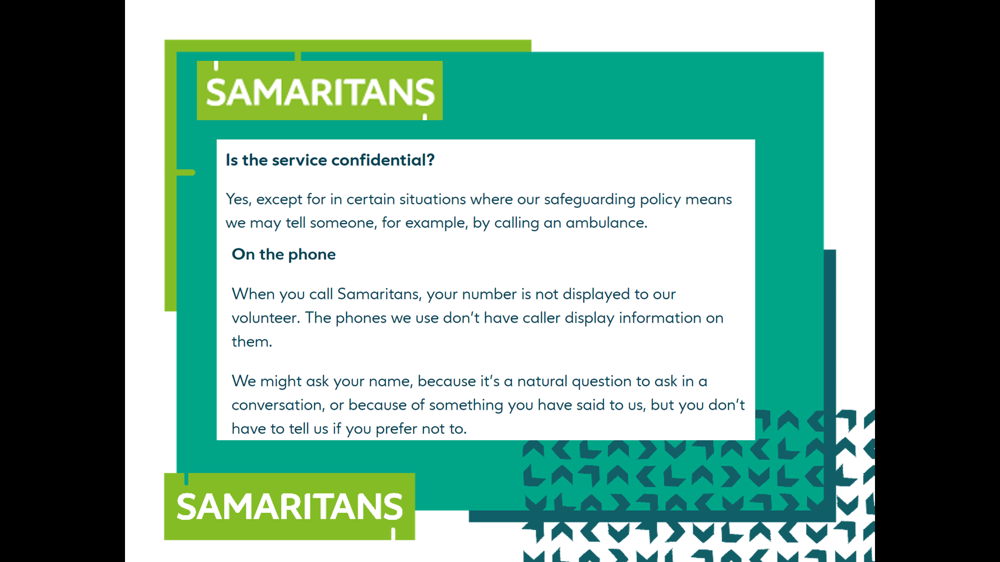 SAMARITANS
Is the service confidential?
Yes, except for in certain situations where our safeguarding policy means
we may tell someone, for example, by calling an ambulance.
On the phone
When you call Samaritans, your number is not displayed to our
volunteer. The phones we use don’t have caller display information on
them.
We might ask your name, because it’s a natural question to ask in a
conversation, or because of something you have said to us, but you don’t
have to tell us if you prefer not to.
SAMARITANS